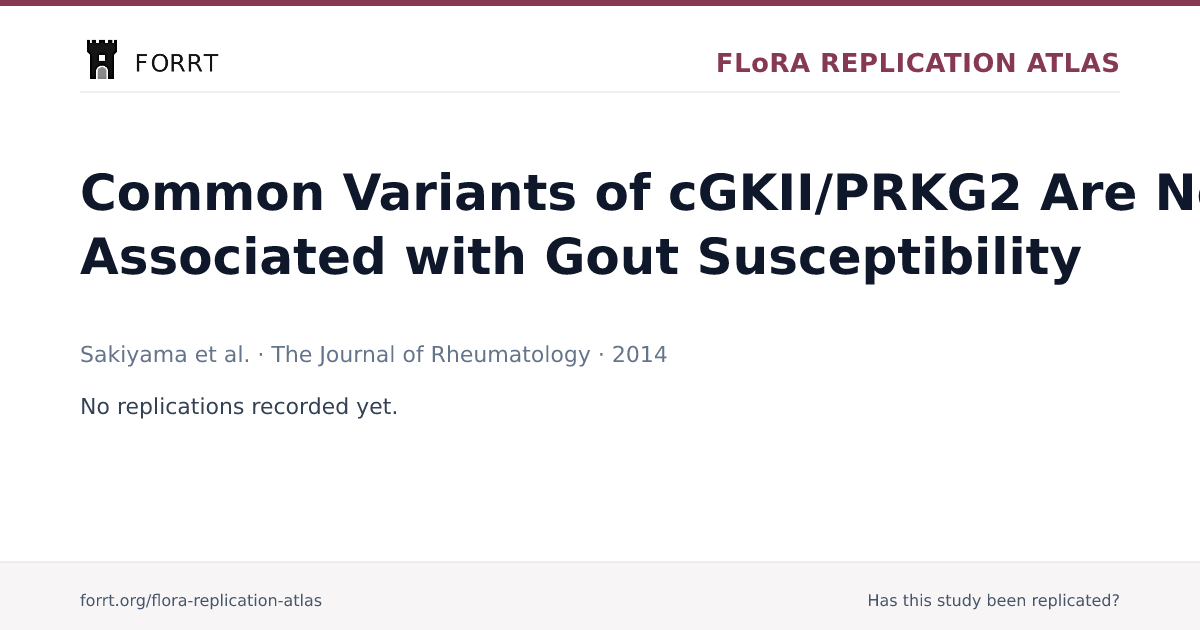 FORRT
FLoRA REPLICATION ATLAS
Common Variants of cGKII/PRKG2 Are
Associated with Gout Susceptibility
Sakiyama et al. · The Journal of Rheumatology · 2014
No replications recorded yet.
forrt.org/flora-replication-atlas
Has this study been replicated?